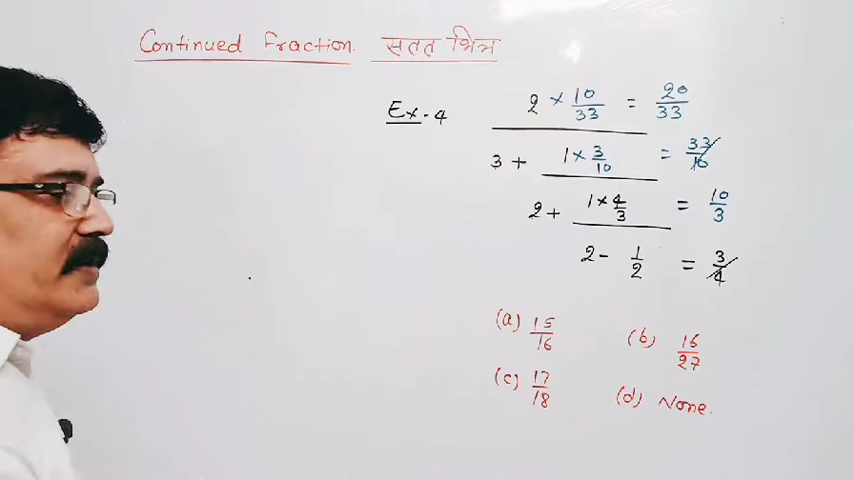 Continued Fraction. सतत भिन्न
Ex-4 2 × 10/33 = 20/33
3 + 1 × 3/10 = 33/10
2 + 1 × 4/3 = 10/3
2 - 1/2 = 3/4
(a) 15/16 (b) 16/27
(c) 17/18 (d) None.